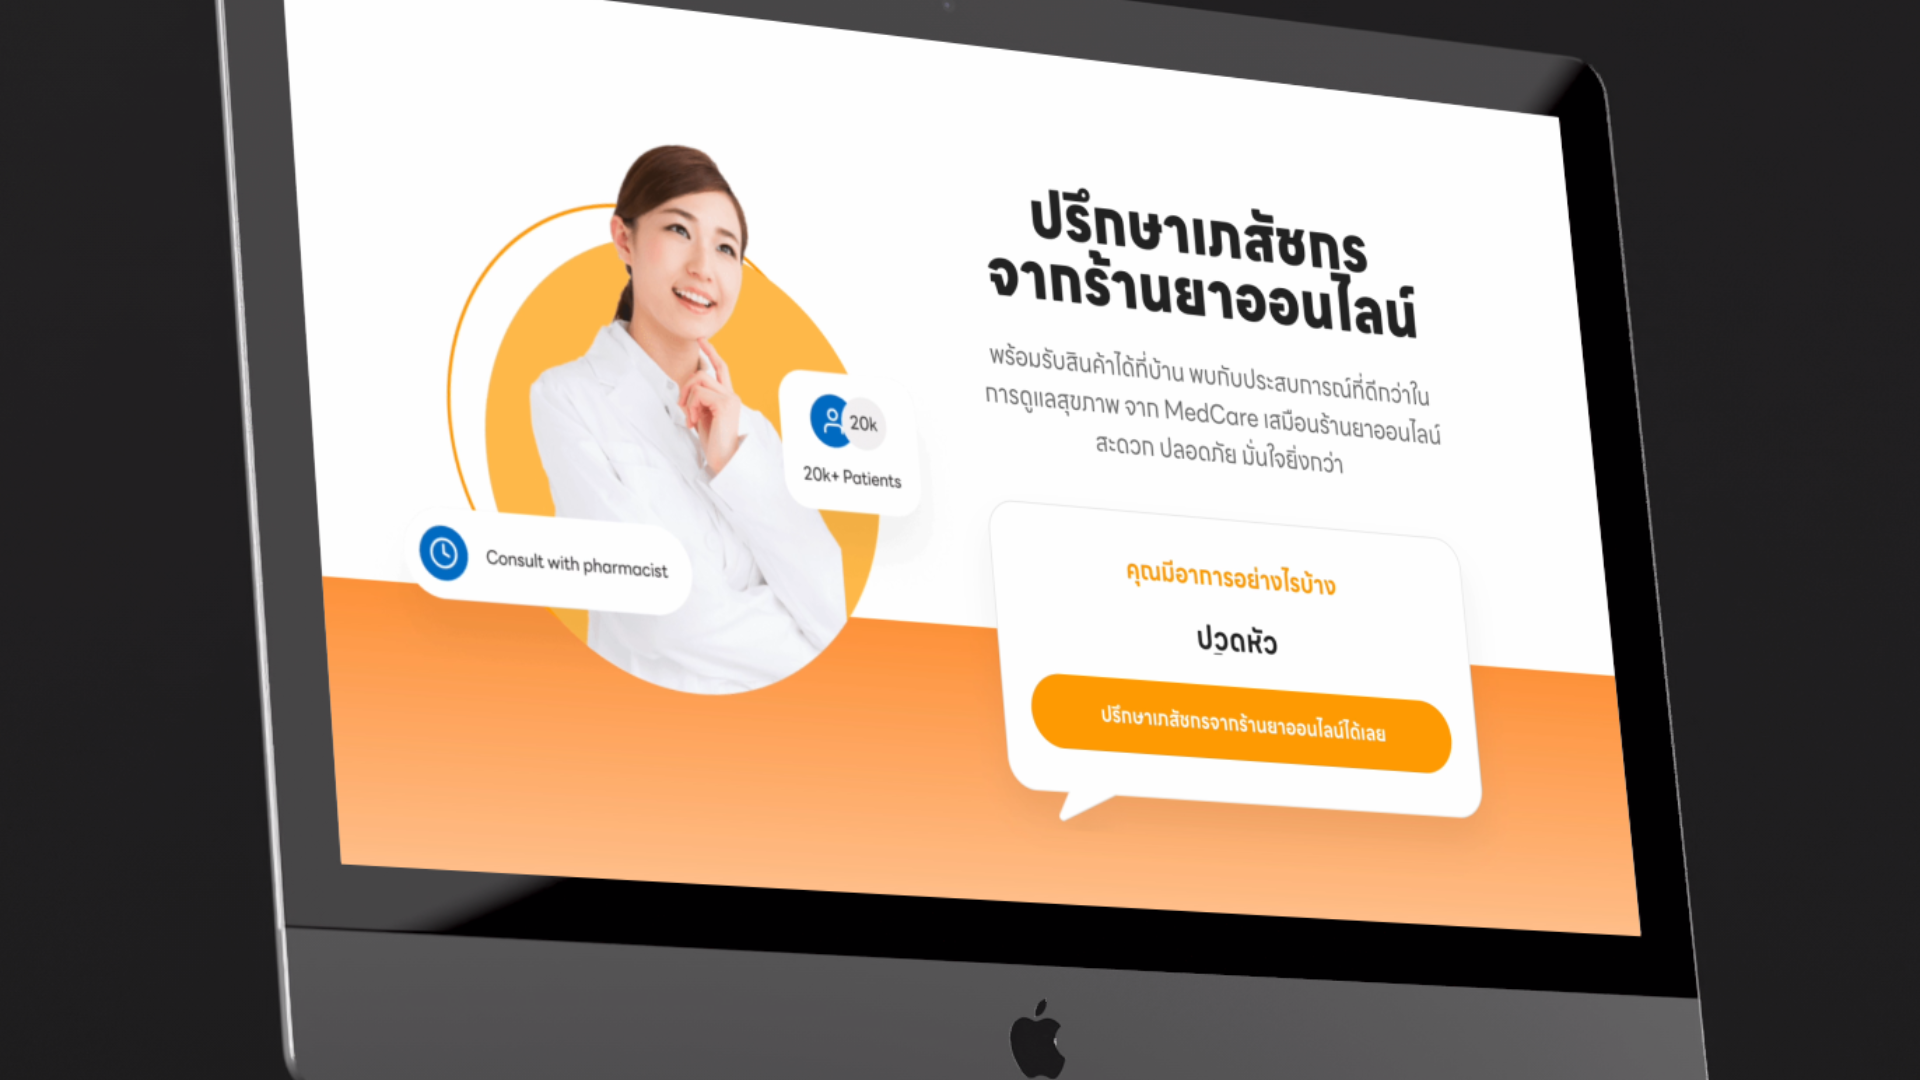 ปรึกษาเภสัชกร
จากร้านยาออนไลน์
พร้อมรับสินค้าได้ที่บ้าน พบกับประสบการณ์ที่ดีกว่าใน
การดูแลสุขภาพ จาก MedCare เสมือนร้านยาออนไลน์
สะดวก ปลอดภัย มั่นใจยิ่งกว่า
20k
20k+ Patients
Consult with pharmacist
คุณมีอาการอย่างไรบ้าง
ปวดหัว
ปรึกษาเภสัชกรจากร้านยาออนไลน์ได้เลย